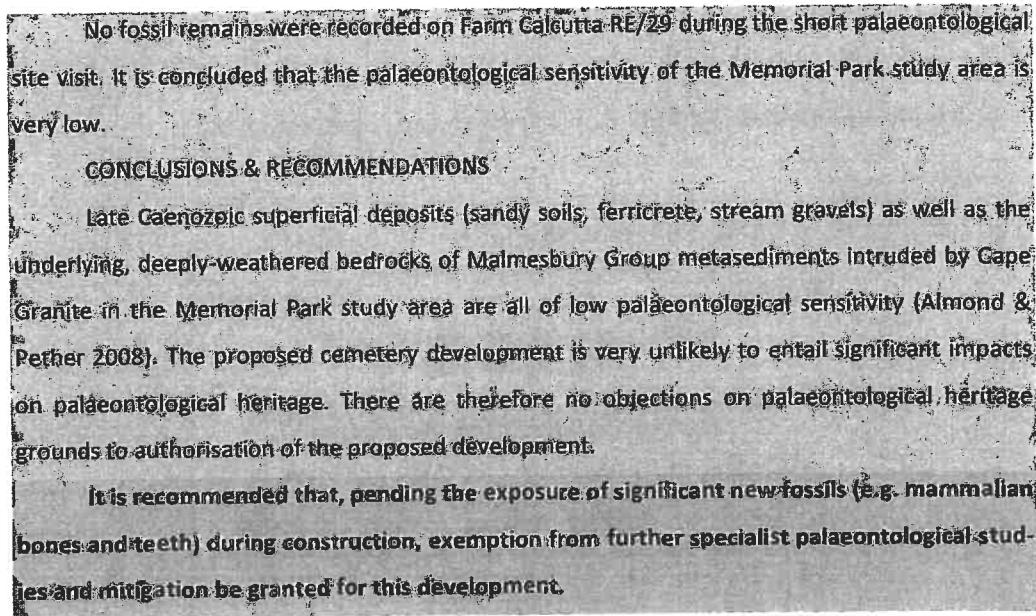 No fossil remains were recorded on Farm Calcutta RE/29 during the short palaeontological
site visit. It is concluded that the palaeontological sensitivity of the Memorial Park study area is
very low.
CONCLUSIONS & RECOMMENDATIONS
Late Caenozoic superficial deposits (sandy soils, ferricrete, stream gravels) as well as the
underlying, deeply-weathered bedrocks of Malmesbury Group metasediments intruded by Cape
Granite in the Memorial Park study area are all of low palaeontological sensitivity (Almond &
Pether 2008). The proposed cemetery development is very unlikely to entail significant impacts
on palaeontological heritage. There are therefore no objections on palaeontological heritage
grounds to authorisation of the proposed development.
It is recommended that, pending the exposure of significant new fossils (e.g. mammalian
bones and teeth) during construction, exemption from further specialist palaeontological stud-
ies and mitigation be granted for this development.